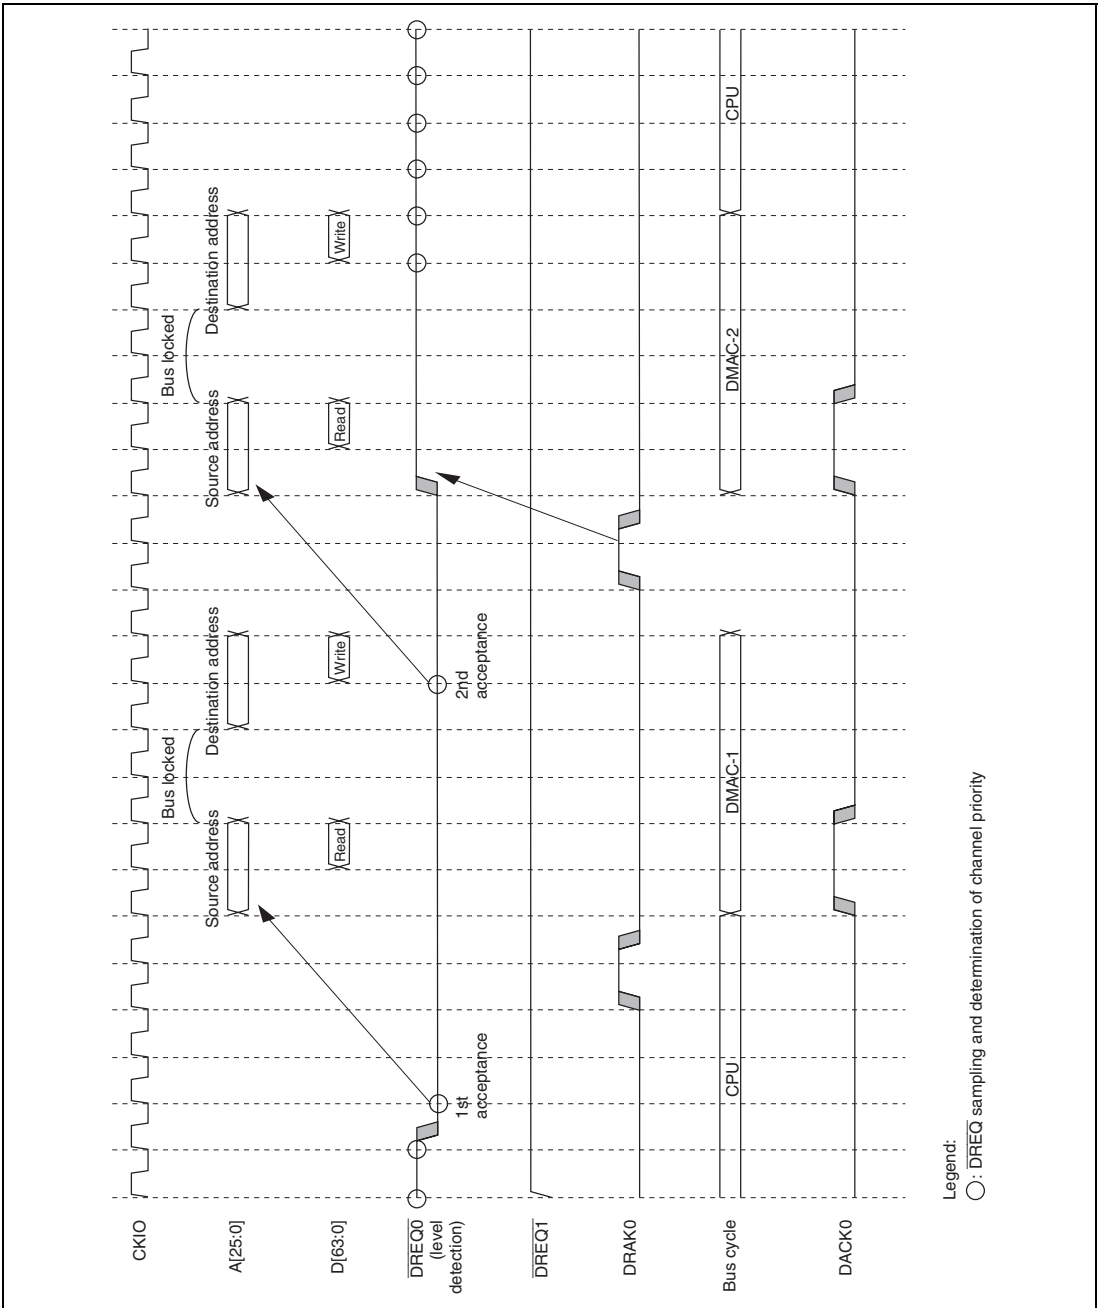 CKIO
Bus locked
Bus locked
Source address
Destination address
Source address
Destination address
A[25:0]
D[63:0]
Read
Write
Read
Write
DREQ0
(level
detection)
1st
acceptance
2nd
acceptance
DREQ1
DRAK0
Bus cycle
CPU
DMAC-1
DMAC-2
CPU
DACK0
Legend:
: DREQ sampling and determination of channel priority